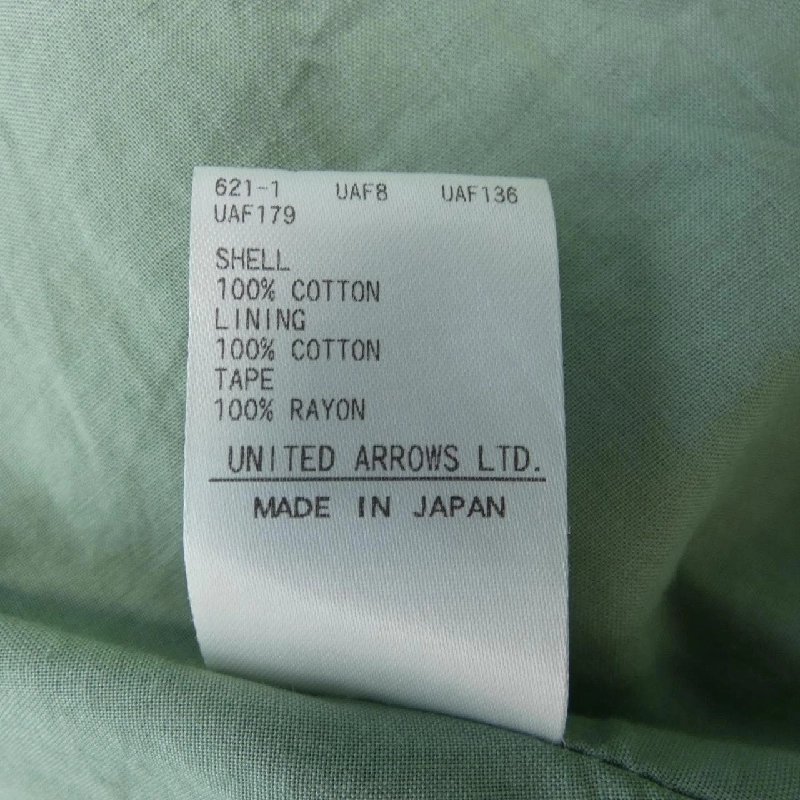 621-1 UAF8 UAF136
UAF179
SHELL
100% COTTON
LINING
100% COTTON
TAPE
100% RAYON
UNITED ARROWS LTD.
MADE IN JAPAN